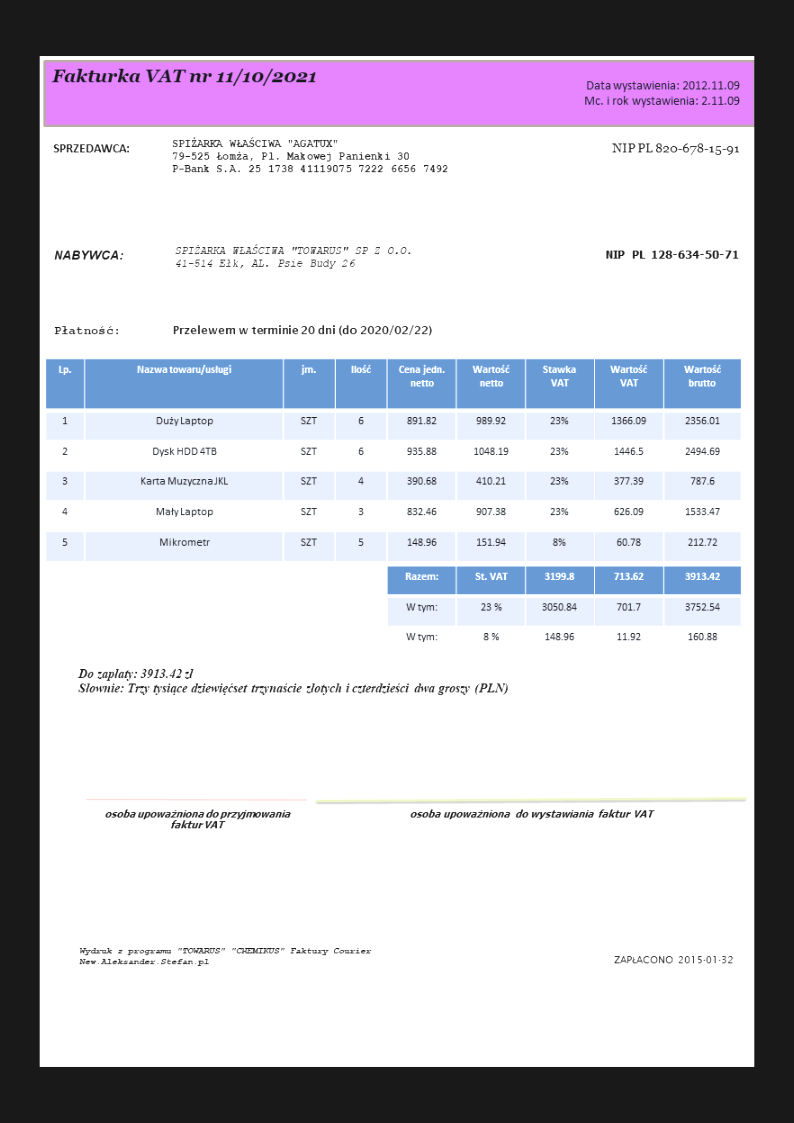 Fakturka VAT nr 11/10/2021
Data wystawienia: 2012.11.09
Mc. i rok wystawienia: 2.11.09
SPRZEDAWCA: SPIŻARKA WŁAŚCIWA "AGATUX" NIP PL 820-678-15-91
79-525 Łomża, Pl. Makowej Panienki 30
P-Bank S.A. 25 1738 41119075 7222 6656 7492
NABYWCA: SPIŻARKA WŁAŚCIWA "TOWARUS" SP Z O.O. NIP PL 128-634-50-71
41-514 Ełk, AL. Psie Budy 26
Płatność: Przelewem w terminie 20 dni (do 2020/02/22)
Lp. Nazwa towaru/usługi jm. Ilość Cena jedn. netto Wartość netto Stawka VAT Wartość VAT Wartość brutto
1 Duży Laptop SZT 6 891.82 989.92 23% 1366.09 2356.01
2 Dysk HDD 4TB SZT 6 935.88 1048.19 23% 1446.5 2494.69
3 Karta Muzyczna JKL SZT 4 390.68 410.21 23% 377.39 787.6
4 Mały Laptop SZT 3 832.46 907.38 23% 626.09 1533.47
5 Mikrometr SZT 5 148.96 151.94 8% 60.78 212.72
Razem: St. VAT 3199.8 713.62 3913.42
W tym: 23 % 3050.84 701.7 3752.54
W tym: 8 % 148.96 11.92 160.88
Do zapłaty: 3913.42 zł
Słownie: Trzy tysiące dziewięćset trzynaście złotych i czterdzieści dwa groszy (PLN)
osoba upoważniona do przyjmowania
faktur VAT
osoba upoważniona do wystawiania faktur VAT
Wydruk z programu "TOWARUS" "CHEMIKUS" Faktury Courier
New.Aleksander.Stefan.pl
ZAPŁACONO 2015-01-32